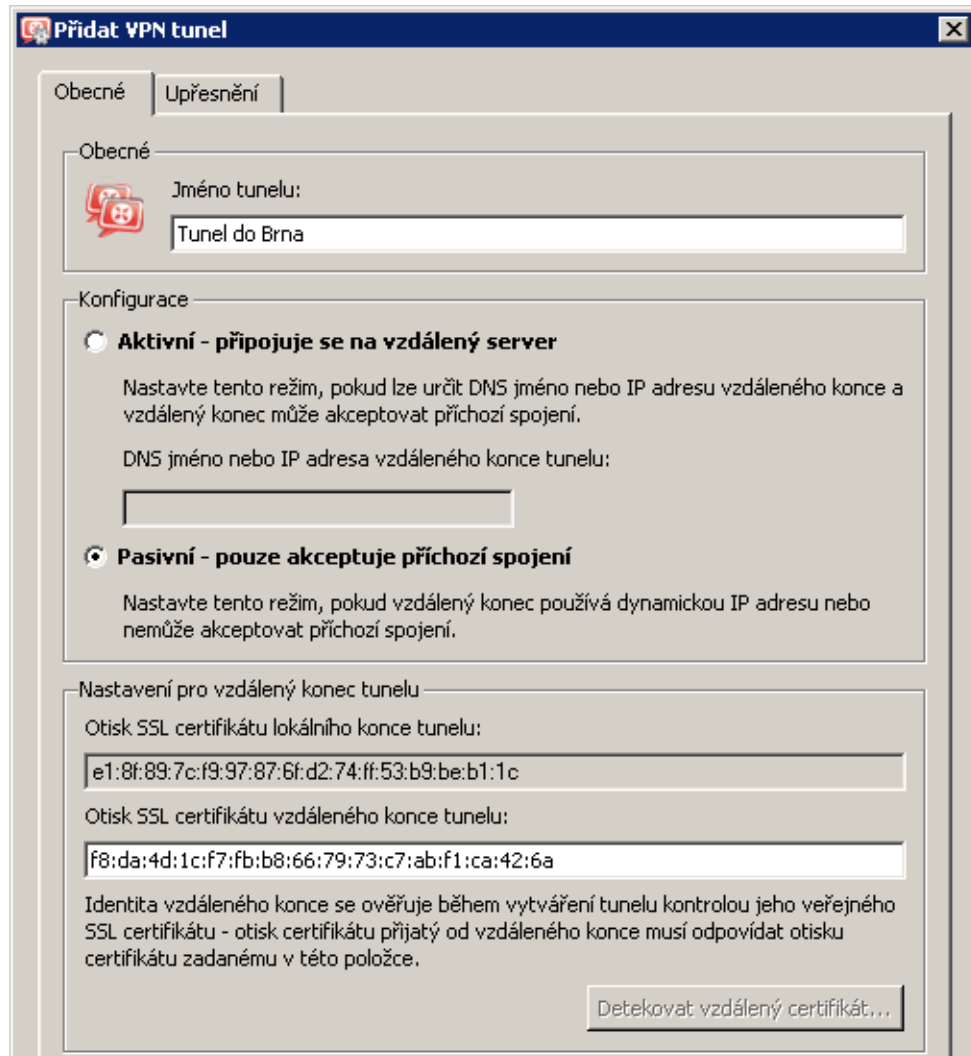 Přidat VPN tunel
Obecné
Upřesnění
Obecné
Jméno tunelu:
Tunel do Brna
Konfigurace
Aktivní - připojuje se na vzdálený server
Nastavte tento režim, pokud lze určit DNS jméno nebo IP adresu vzdáleného konce a
vzdálený konec může akceptovat příchozí spojení.
DNS jméno nebo IP adresa vzdáleného konce tunelu:
Pasivní - pouze akceptuje příchozí spojení
Nastavte tento režim, pokud vzdálený konec používá dynamickou IP adresu nebo
nemůže akceptovat příchozí spojení.
Nastavení pro vzdálený konec tunelu
Otisk SSL certifikátu lokálního konce tunelu:
e1:8f:89:7c:f9:97:87:6f:d2:74:ff:53:b9:be:b1:1c
Otisk SSL certifikátu vzdáleného konce tunelu:
f8:da:4d:1c:f7:fb:b8:66:79:73:c7:ab:f1:ca:42:6a
Identita vzdáleného konce se ověřuje během vytváření tunelu kontrolou jeho veřejného
SSL certifikátu - otisk certifikátu přijatý od vzdáleného konce musí odpovídat otisku
certifikátu zadanému v této položce.
Detekovat vzdálený certifikát...